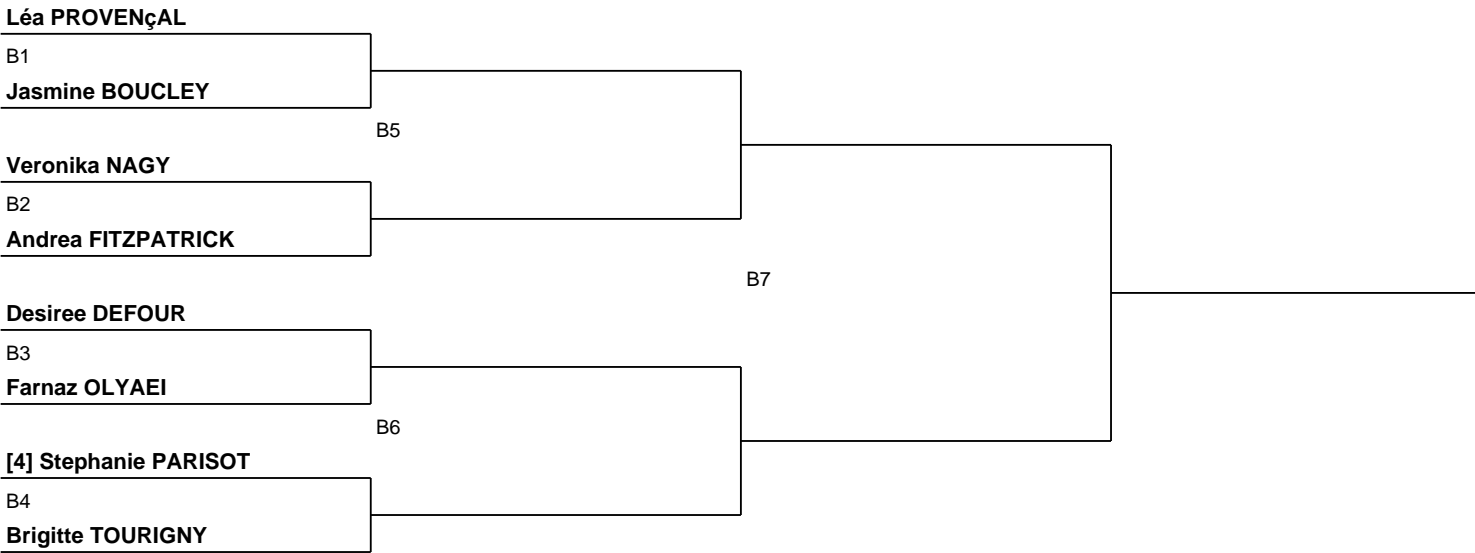 Léa PROVENçAL
B1
Jasmine BOUCLEY
B5
Veronika NAGY
B2
Andrea FITZPATRICK
B7
Desiree DEFOUR
B3
Farnaz OLYAEI
B6
[4] Stephanie PARISOT
B4
Brigitte TOURIGNY